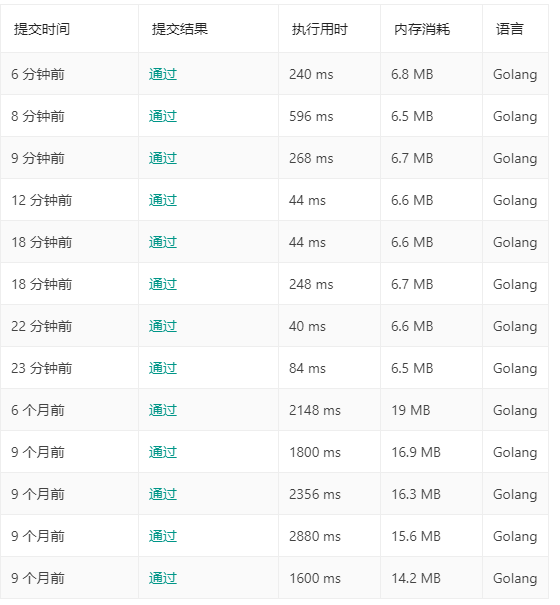 提交时间 提交结果 执行用时 内存消耗 语言
6 分钟前 通过 240 ms 6.8 MB Golang
8 分钟前 通过 596 ms 6.5 MB Golang
9 分钟前 通过 268 ms 6.7 MB Golang
12 分钟前 通过 44 ms 6.6 MB Golang
18 分钟前 通过 44 ms 6.6 MB Golang
18 分钟前 通过 248 ms 6.7 MB Golang
22 分钟前 通过 40 ms 6.6 MB Golang
23 分钟前 通过 84 ms 6.5 MB Golang
6 个月前 通过 2148 ms 19 MB Golang
9 个月前 通过 1800 ms 16.9 MB Golang
9 个月前 通过 2356 ms 16.3 MB Golang
9 个月前 通过 2880 ms 15.6 MB Golang
9 个月前 通过 1600 ms 14.2 MB Golang